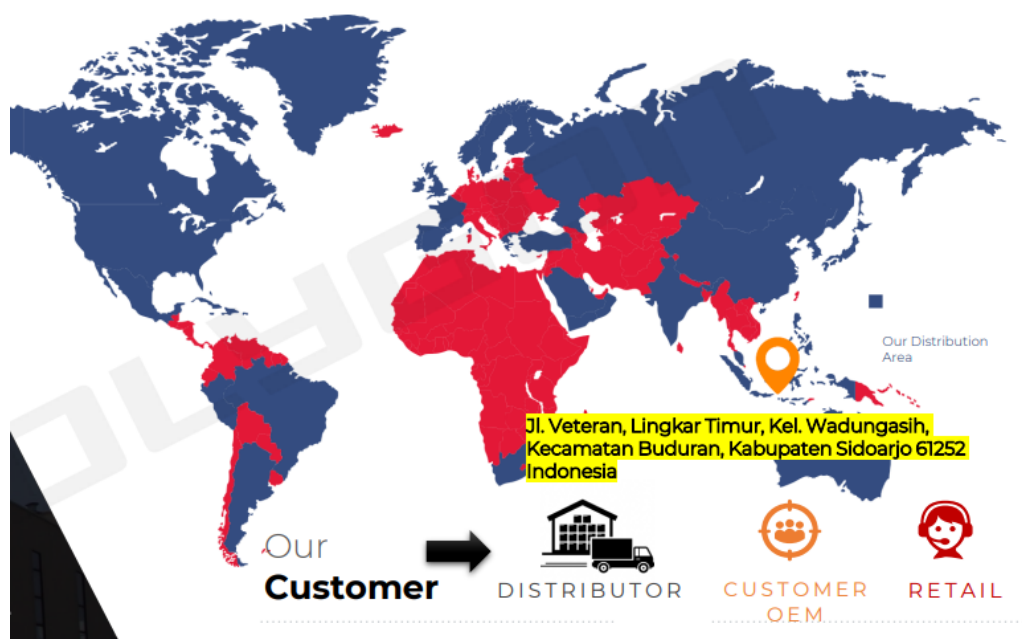 Our Distribution
Area
Jl. Veteran, Lingkar Timur, Kel. Wadungasih,
Kecamatan Buduran, Kabupaten Sidoarjo 61252
Indonesia
Our
Customer
DISTRIBUTOR
CUSTOMER
OEM
RETAIL